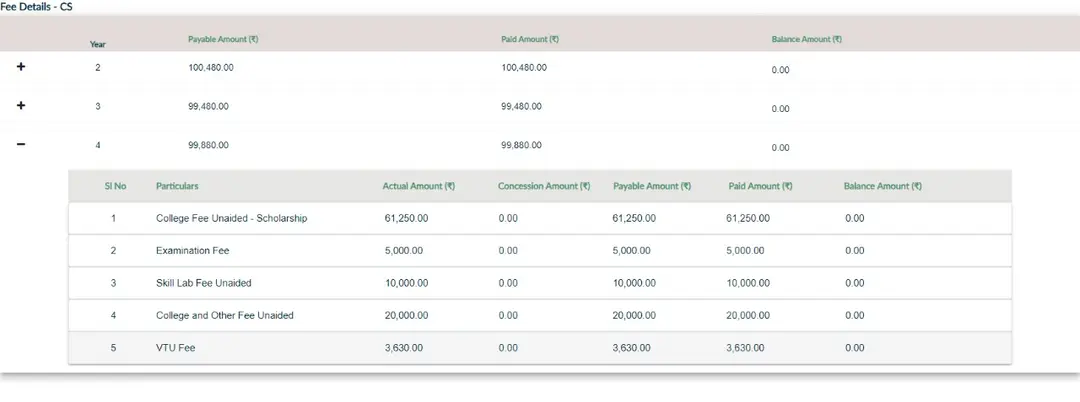 Fee Details - CS
Year Payable Amount (₹) Paid Amount (₹) Balance Amount (₹)
+ 2 100,480.00 100,480.00 0.00
+ 3 99,480.00 99,480.00 0.00
− 4 99,880.00 99,880.00 0.00
Sl No Particulars Actual Amount (₹) Concession Amount (₹) Payable Amount (₹) Paid Amount (₹) Balance Amount (₹)
1 College Fee Unaided - Scholarship 61,250.00 0.00 61,250.00 61,250.00 0.00
2 Examination Fee 5,000.00 0.00 5,000.00 5,000.00 0.00
3 Skill Lab Fee Unaided 10,000.00 0.00 10,000.00 10,000.00 0.00
4 College and Other Fee Unaided 20,000.00 0.00 20,000.00 20,000.00 0.00
5 VTU Fee 3,630.00 0.00 3,630.00 3,630.00 0.00